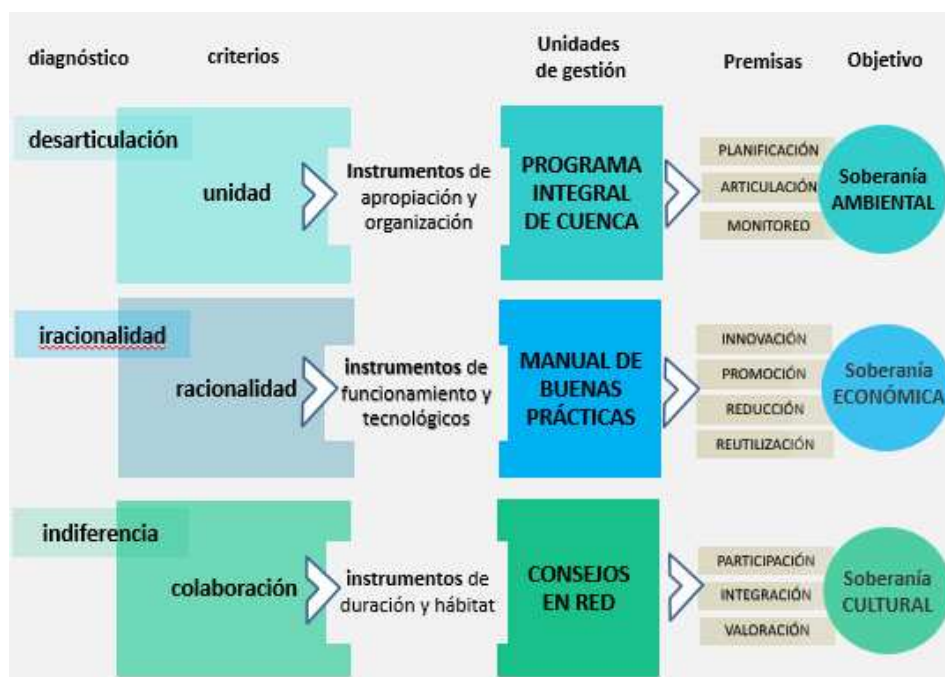 diagnóstico
criterios
Unidades
de gestión
Premisas
Objetivo
desarticulación
unidad
Instrumentos de
apropiación y
organización
PROGRAMA
INTEGRAL
DE CUENCA
PLANIFICACIÓN
ARTICULACIÓN
MONITOREO
Soberanía
AMBIENTAL
iracionalidad
racionalidad
instrumentos de
funcionamiento y
tecnológicos
MANUAL DE
BUENAS
PRÁCTICAS
INNOVACIÓN
PROMOCIÓN
REDUCCIÓN
REUTILIZACIÓN
Soberanía
ECONÓMICA
indiferencia
colaboración
instrumentos de
duración y hábitat
CONSEJOS
EN RED
PARTICIPACIÓN
INTEGRACIÓN
VALORACIÓN
Soberanía
CULTURAL